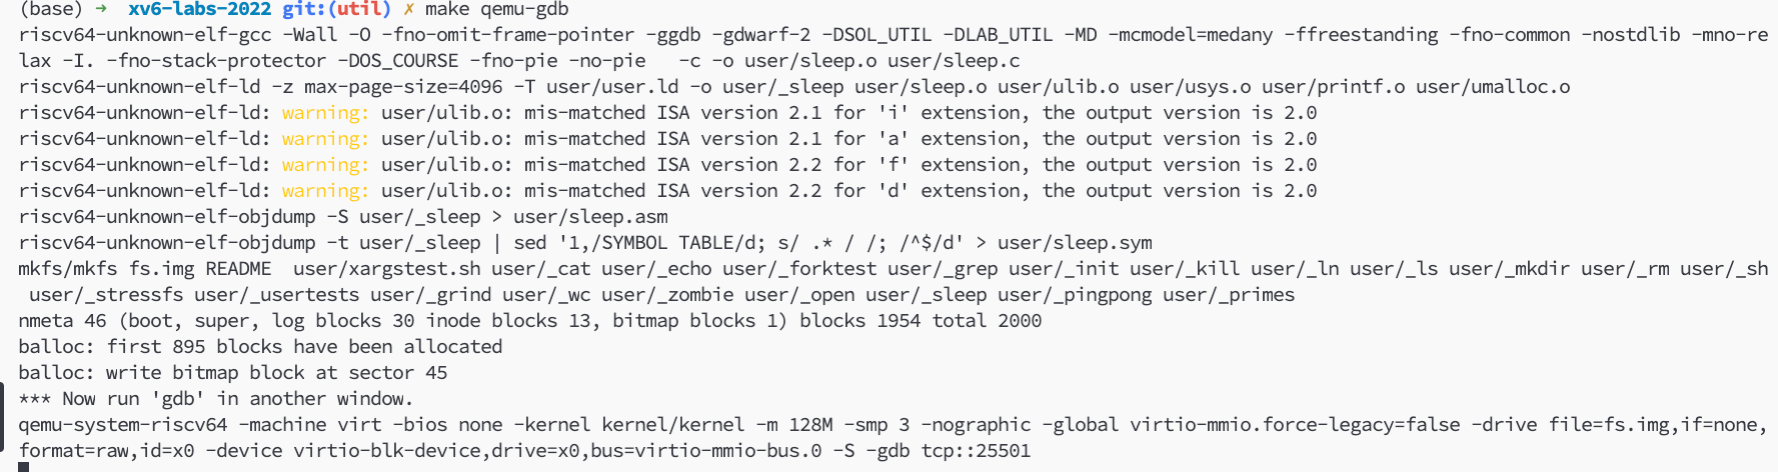 (base) → xv6-labs-2022 git:(util) ✗ make qemu-gdb
riscv64-unknown-elf-gcc -Wall -O -fno-omit-frame-pointer -ggdb -gdwarf-2 -DSOL_UTIL -DLAB_UTIL -MD -mcmodel=medany -ffreestanding -fno-common -nostdlib -mno-re
lax -I. -fno-stack-protector -DOS_COURSE -fno-pie -no-pie   -c -o user/sleep.o user/sleep.c
riscv64-unknown-elf-ld -z max-page-size=4096 -T user/user.ld -o user/_sleep user/sleep.o user/ulib.o user/usys.o user/printf.o user/umalloc.o
riscv64-unknown-elf-ld: warning: user/ulib.o: mis-matched ISA version 2.1 for 'i' extension, the output version is 2.0
riscv64-unknown-elf-ld: warning: user/ulib.o: mis-matched ISA version 2.1 for 'a' extension, the output version is 2.0
riscv64-unknown-elf-ld: warning: user/ulib.o: mis-matched ISA version 2.2 for 'f' extension, the output version is 2.0
riscv64-unknown-elf-ld: warning: user/ulib.o: mis-matched ISA version 2.2 for 'd' extension, the output version is 2.0
riscv64-unknown-elf-objdump -S user/_sleep > user/sleep.asm
riscv64-unknown-elf-objdump -t user/_sleep | sed '1,/SYMBOL TABLE/d; s/ .* / /; /^$/d' > user/sleep.sym
mkfs/mkfs fs.img README  user/xargstest.sh user/_cat user/_echo user/_forktest user/_grep user/_init user/_kill user/_ln user/_ls user/_mkdir user/_rm user/_sh
 user/_stressfs user/_usertests user/_grind user/_wc user/_zombie user/_open user/_sleep user/_pingpong user/_primes
nmeta 46 (boot, super, log blocks 30 inode blocks 13, bitmap blocks 1) blocks 1954 total 2000
balloc: first 895 blocks have been allocated
balloc: write bitmap block at sector 45
*** Now run 'gdb' in another window.
qemu-system-riscv64 -machine virt -bios none -kernel kernel/kernel -m 128M -smp 3 -nographic -global virtio-mmio.force-legacy=false -drive file=fs.img,if=none,
format=raw,id=x0 -device virtio-blk-device,drive=x0,bus=virtio-mmio-bus.0 -S -gdb tcp::25501